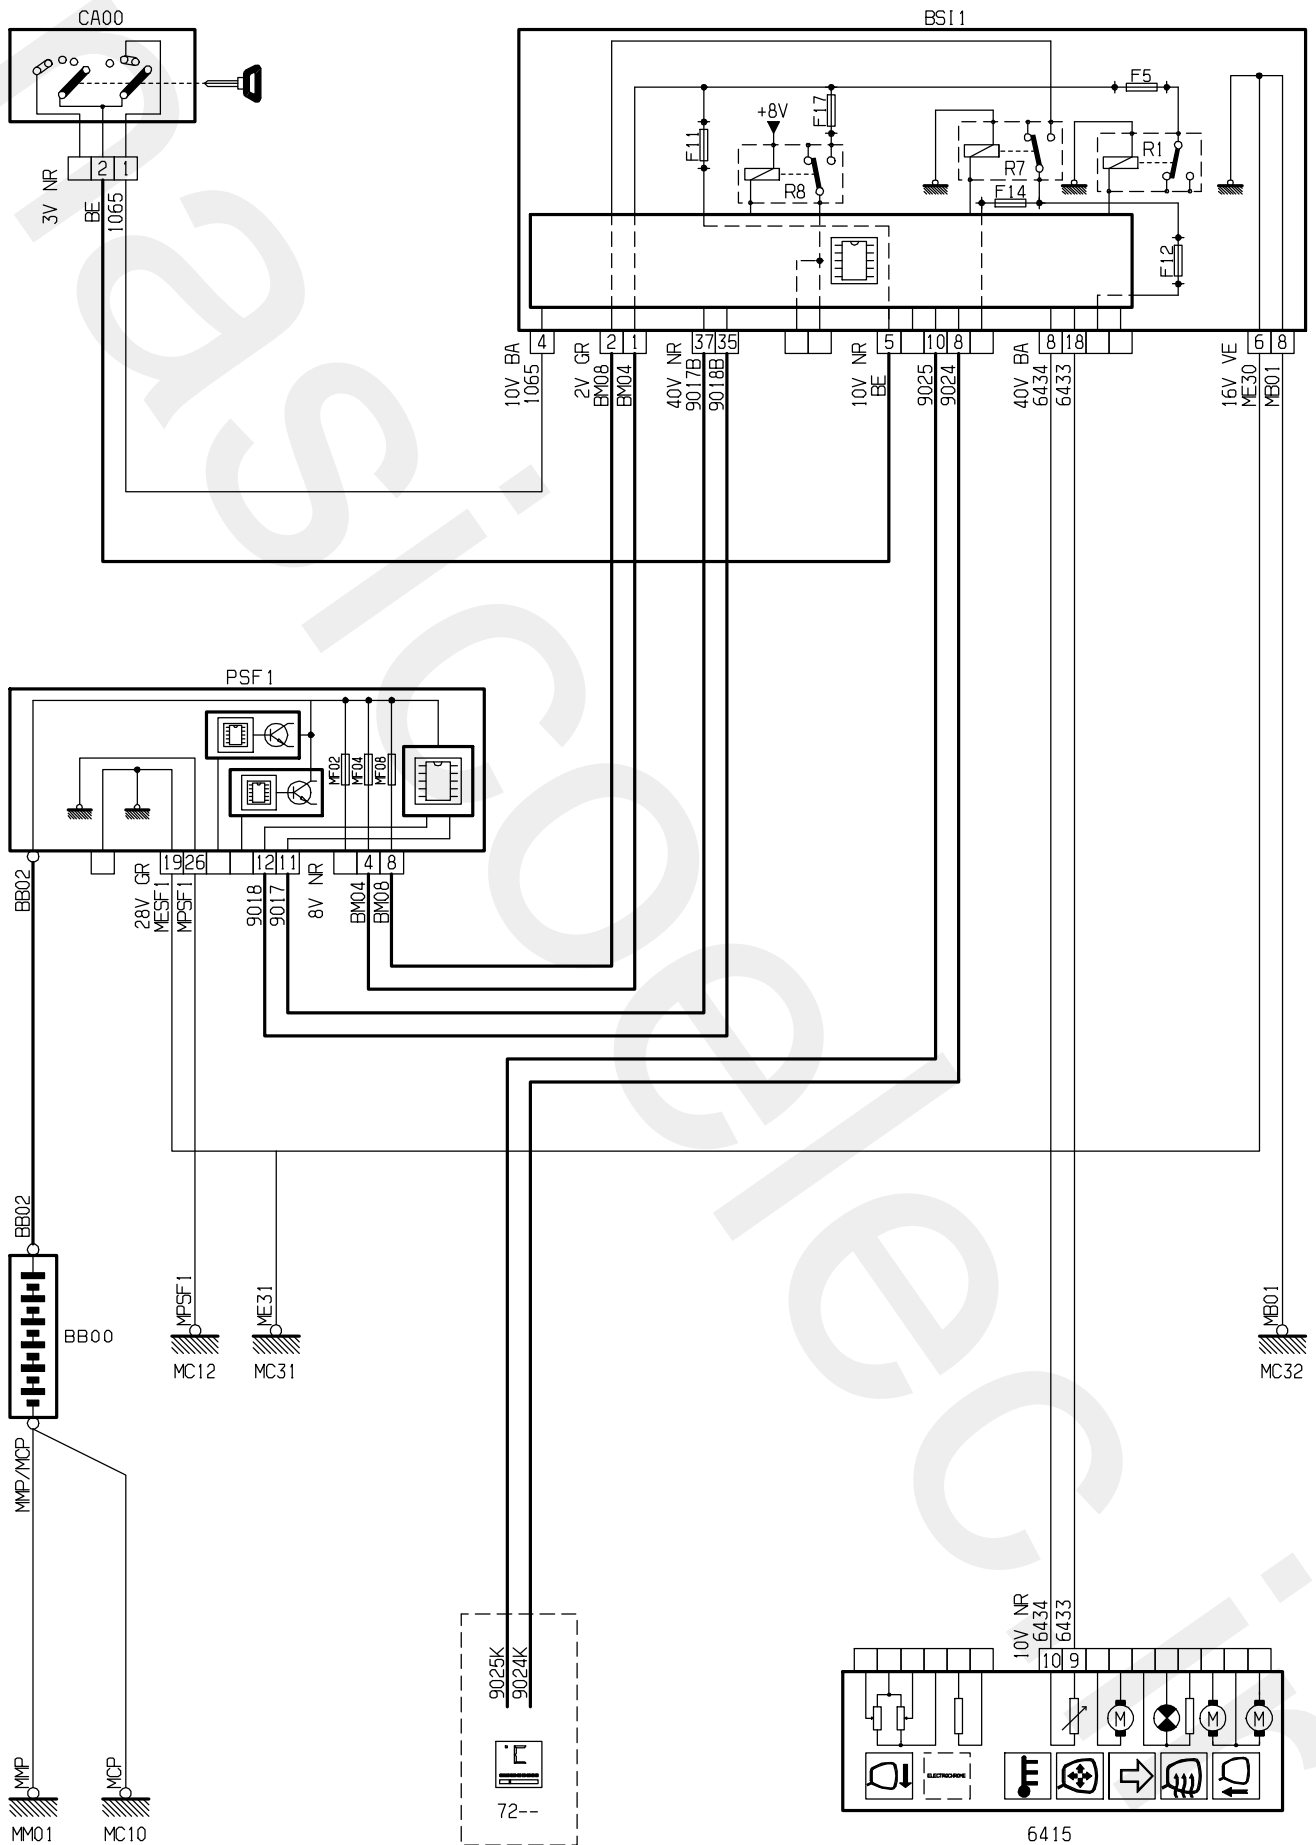 CA00
BSI1
F5
F17
+8V
F11
R8
R7
R1
F14
F12
2 1
3V NR
BE
1065
4 2 1 37 35 5 10 8 8 18 6 8
10V BA
1065
2V GR
BM08
BM04
40V NR
9017B
9018B
10V NR
BE
9025
9024
40V BA
6434
6433
16V VE
ME30
MB01
PSF1
MF02
MF04
MF08
19 26 12 11 4 8
BB02
28V GR
MESF1
MPSF1
9018
9017
8V NR
BM04
BM08
BB02
BB00
MPSF1
ME31
MB01
MC12
MC31
MC32
MMP/MCP
10V NR
6434
6433
10 9
9025K
9024K
M M M
ELECTROCHROME
°C
72--
MMP
MCP
MM01
MC10
6415